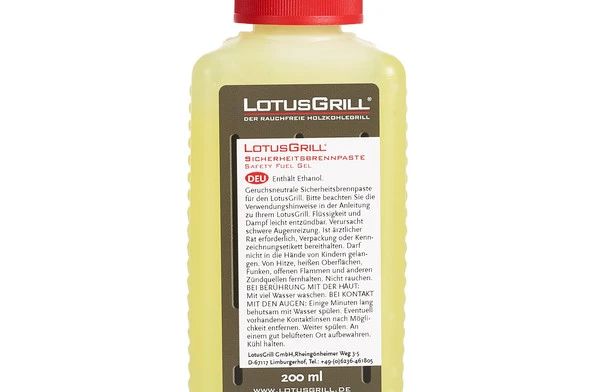 LOTUSGRILL®
DER RAUCHFREIE HOLZKOHLEGRILL
LOTUSGRILL®
SICHERHEITSBRENNPASTE
SAFETY FUEL GEL
DEU Enthält Ethanol.
Geruchsneutrale Sicherheitsbrennpaste
für den LotusGrill. Bitte beachten Sie die
Verwendungshinweise in der Anleitung
zu Ihrem LotusGrill. Flüssigkeit und
Dampf leicht entzündbar. Verursacht
schwere Augenreizung. Ist ärztlicher
Rat erforderlich, Verpackung oder Kenn-
zeichnungsetikett bereithalten. Darf
nicht in die Hände von Kindern gelan-
gen. Von Hitze, heißen Oberflächen,
Funken, offenen Flammen und anderen
Zündquellen fernhalten. Nicht rauchen.
BEI BERÜHRUNG MIT DER HAUT:
Mit viel Wasser waschen. BEI KONTAKT
MIT DEN AUGEN: Einige Minuten lang
behutsam mit Wasser spülen. Eventuell
vorhandene Kontaktlinsen nach Mög-
lichkeit entfernen. Weiter spülen. An
einem gut belüfteten Ort aufbewahren.
Kühl halten.
LotusGrill GmbH,Rheingönheimer Weg 3-5
D-67117 Limburgerhof, Tel.: +49-(0)6236-461805
200 ml
WWW.LOTUSGRILL.DE